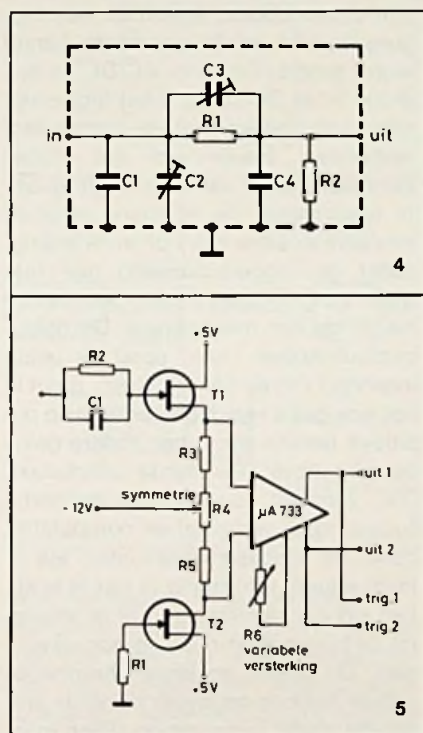 C3
R1
in
uit
C1
C2
C4
R2
4
+5V
R2
T1
C1
R3
symmetrie
-12V
R4
µA 733
uit 1
uit 2
R5
trig. 1
trig. 2
T2
R6
variabele
versterking
R1
+5V
5